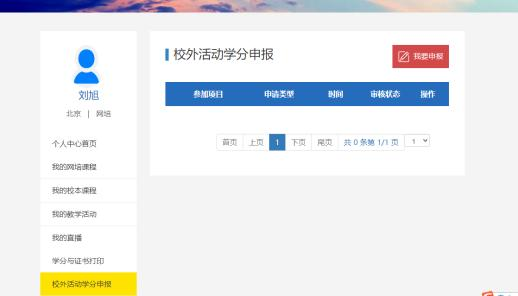 刘旭
北京 | 网培
个人中心首页
我的网培课程
我的校本课程
我的教学活动
我的直播
学分与证书打印
校外活动学分申报
校外活动学分申报
我要申报
参加项目 申请类型 时间 审核状态 操作
首页 上页 1 下页 尾页 共 0 条第 1/1 页 1